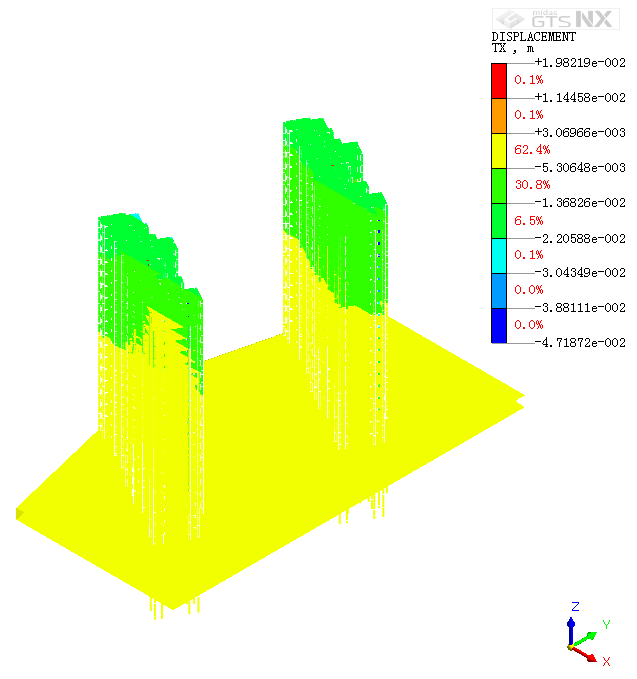 midas
GTS NX
DISPLACEMENT
TX , m
+1.98219e-002
0.1%
+1.14458e-002
0.1%
+3.06966e-003
62.4%
-5.30648e-003
30.8%
-1.36826e-002
6.5%
-2.20588e-002
0.1%
-3.04349e-002
0.0%
-3.88111e-002
0.0%
-4.71872e-002
Z
Y
X